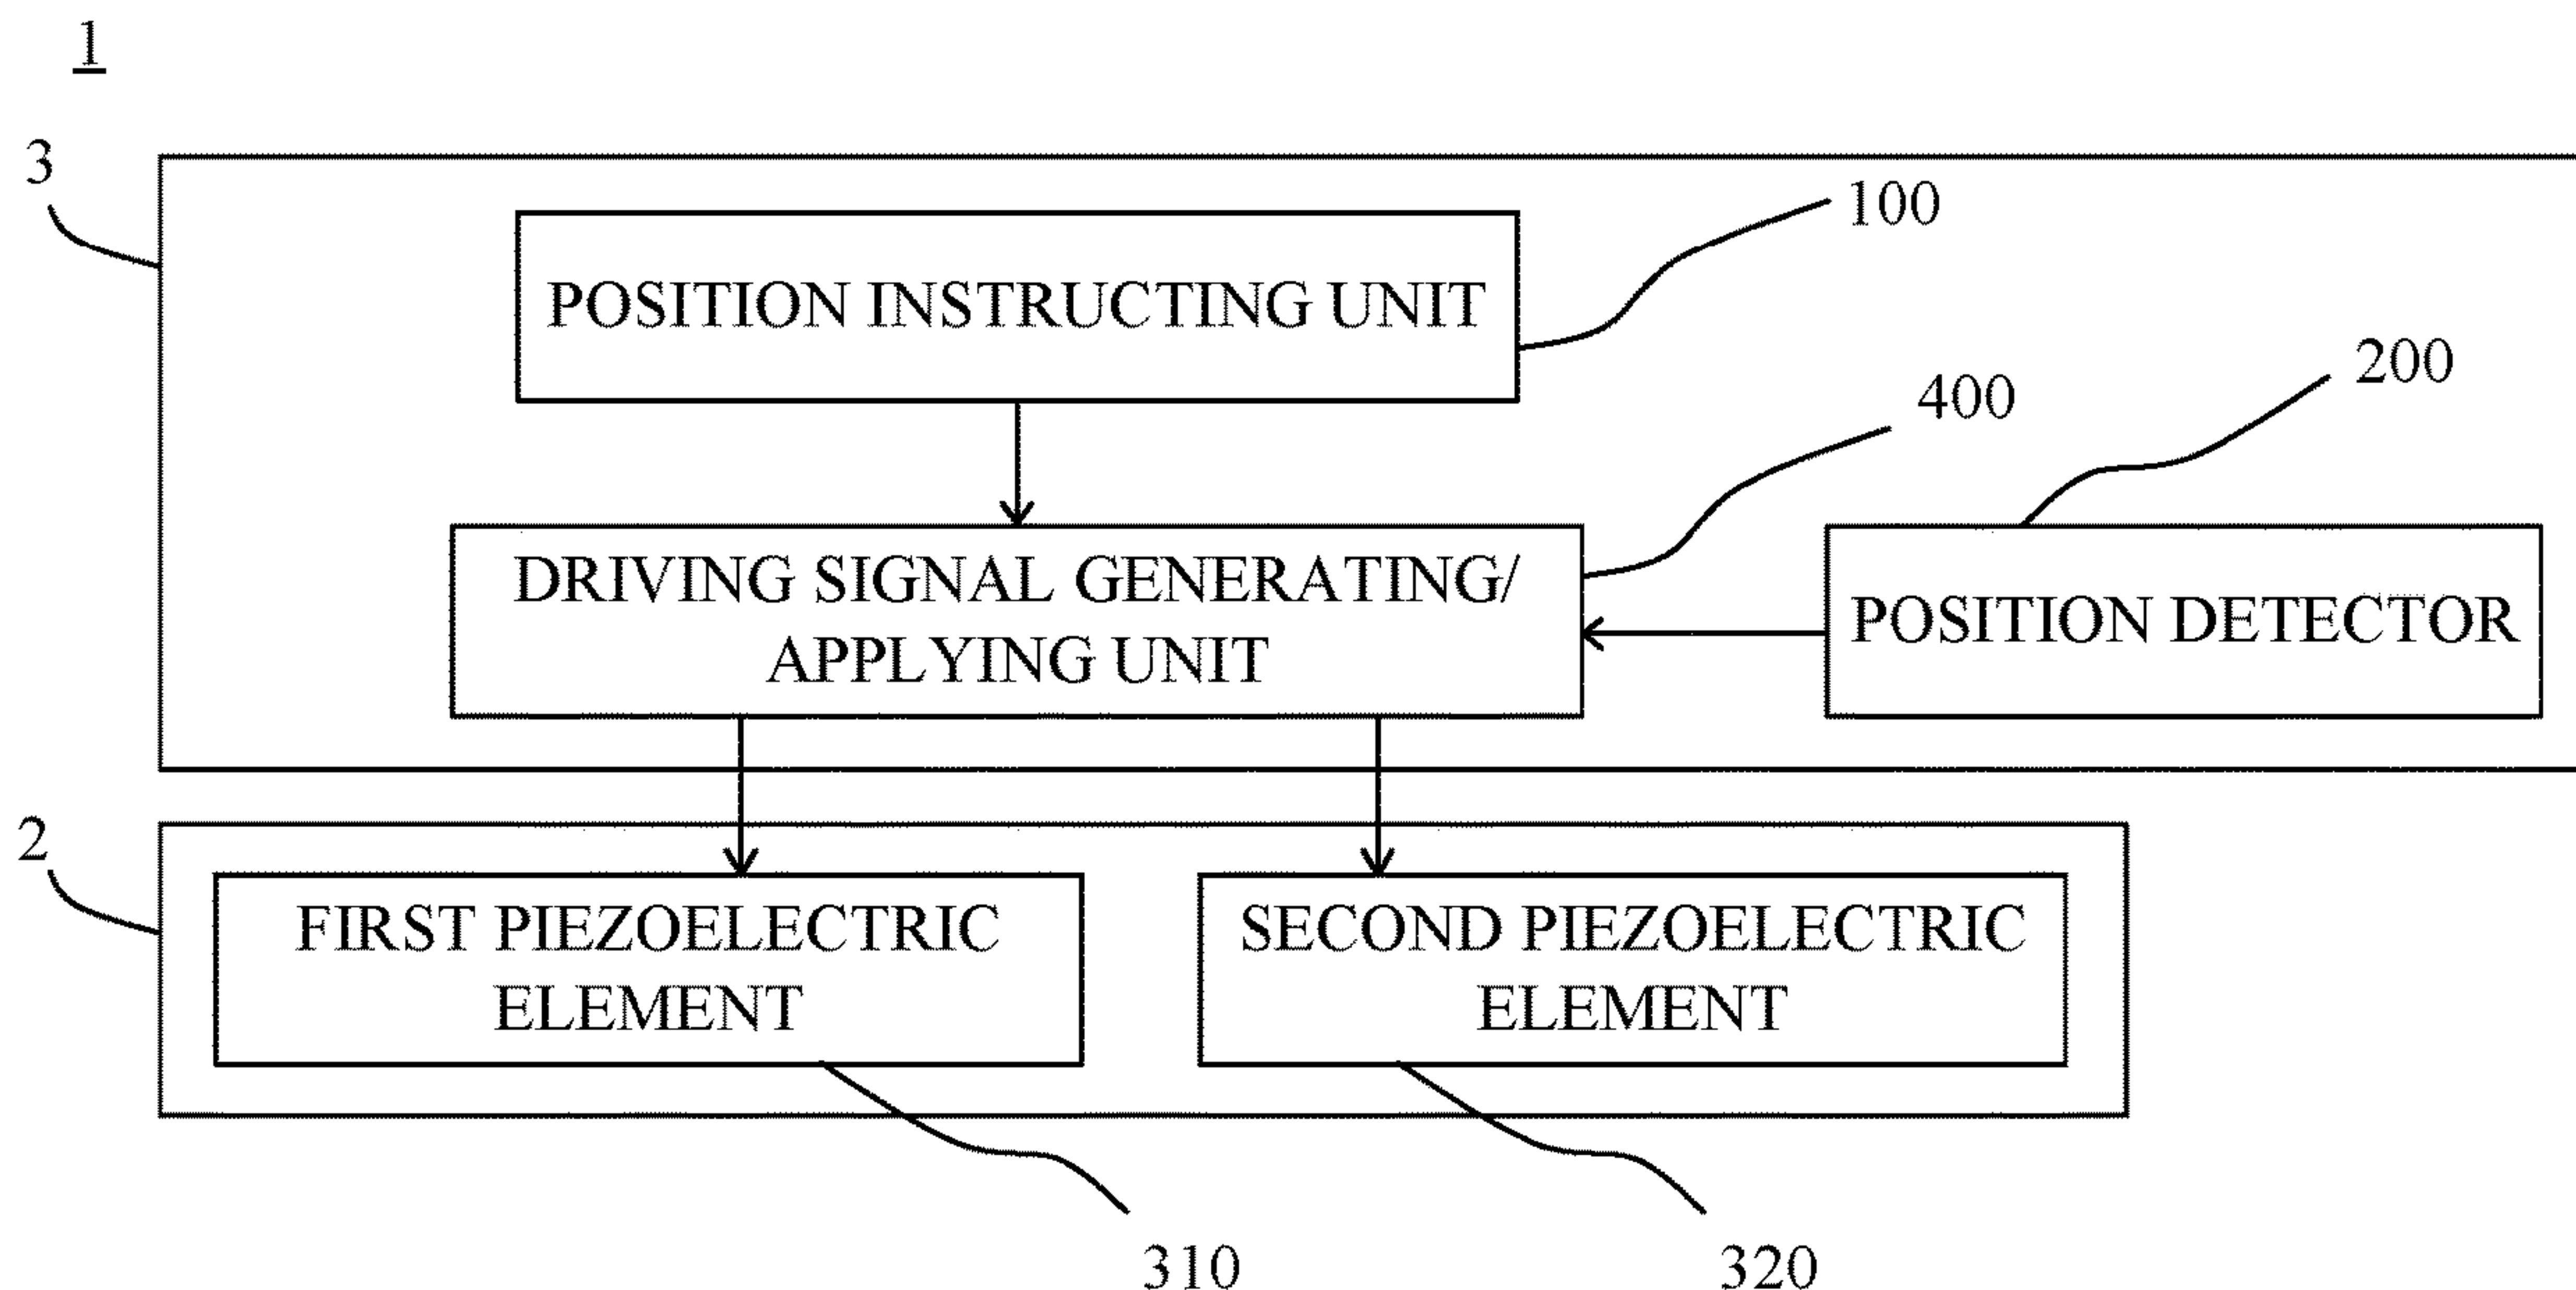 1
3
100
POSITION INSTRUCTING UNIT
200
400
DRIVING SIGNAL GENERATING/
APPLYING UNIT
POSITION DETECTOR
2
FIRST PIEZOELECTRIC
ELEMENT
SECOND PIEZOELECTRIC
ELEMENT
310
320